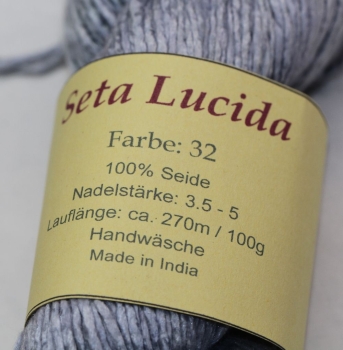 Seta Lucida
Farbe: 32
100% Seide
Nadelstärke: 3.5 - 5
Lauflänge: ca. 270m / 100g
Handwäsche
Made in India